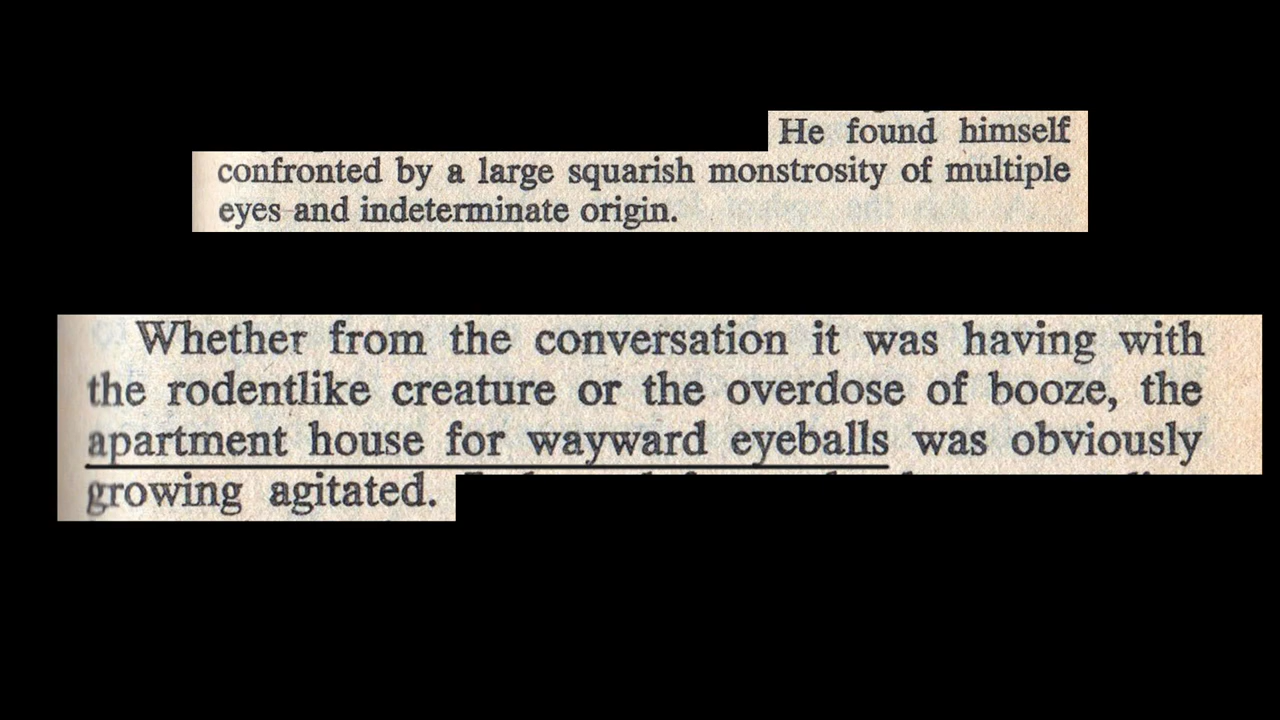 He found himself
confronted by a large squarish monstrosity of multiple
eyes and indeterminate origin.
Whether from the conversation it was having with
the rodentlike creature or the overdose of booze, the
apartment house for wayward eyeballs was obviously
growing agitated.